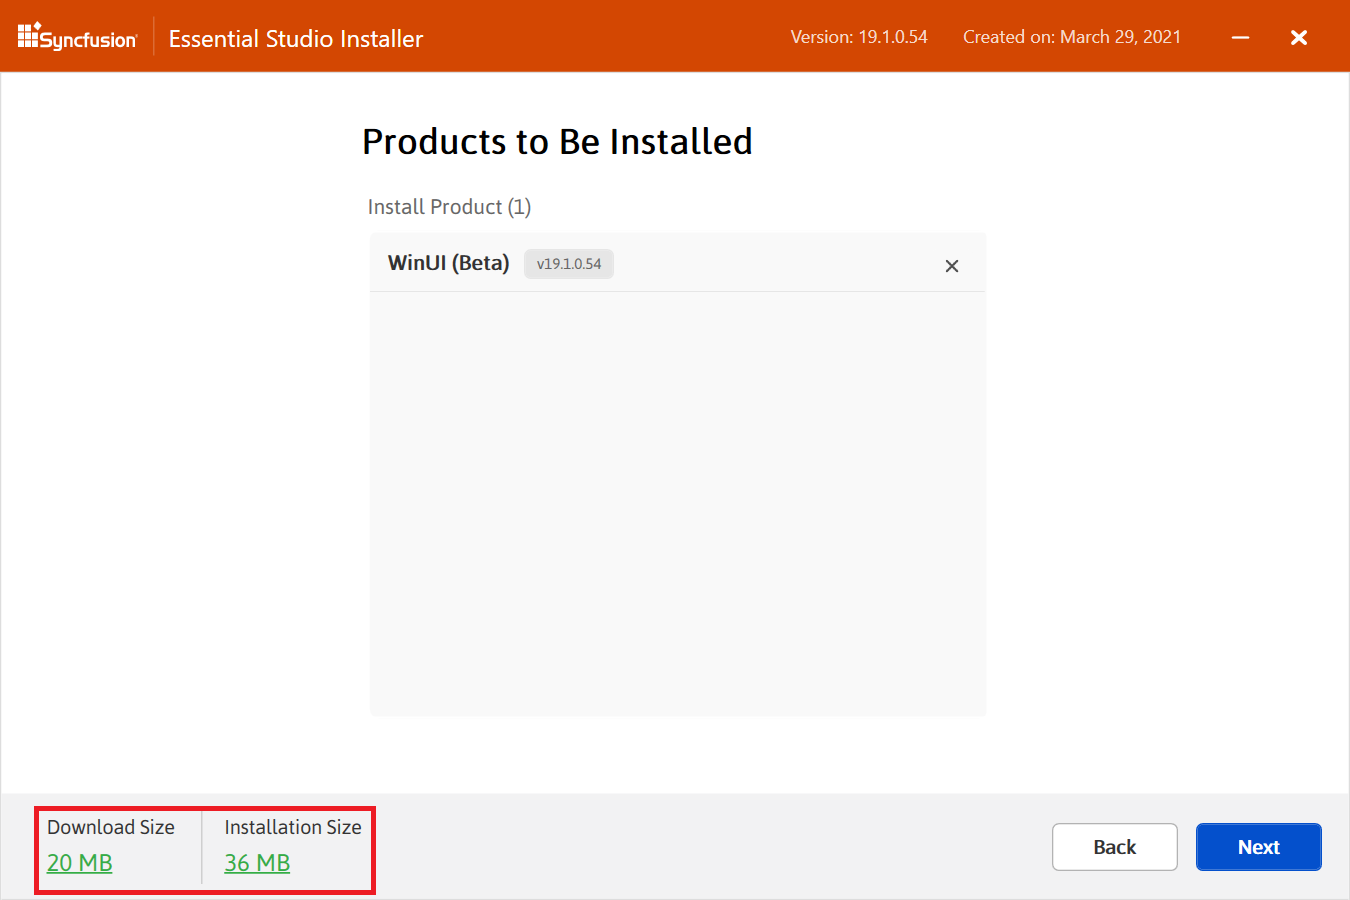 Syncfusion
Essential Studio Installer
Version: 19.1.0.54
Created on: March 29, 2021
Products to Be Installed
Install Product (1)
WinUI (Beta)
v19.1.0.54
Download Size
Installation Size
20 MB
36 MB
Back
Next